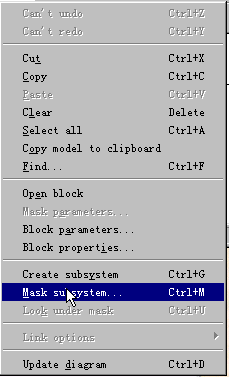 Can't undo Ctrl+Z
Can't redo Ctrl+Y
Cut Ctrl+X
Copy Ctrl+C
Paste Ctrl+V
Clear Delete
Select all Ctrl+A
Copy model to clipboard
Find... Ctrl+F
Open block
Mask parameters...
Block parameters...
Block properties...
Create subsystem Ctrl+G
Mask subsystem... Ctrl+M
Look under mask Ctrl+U
Link options
Update diagram Ctrl+D